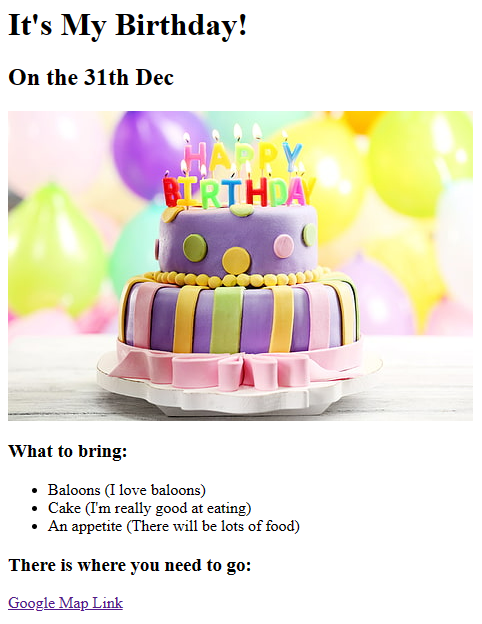 It's My Birthday!
On the 31th Dec
HAPPY
BIRTHDAY
What to bring:
Baloons (I love baloons)
Cake (I'm really good at eating)
An appetite (There will be lots of food)
There is where you need to go:
Google Map Link